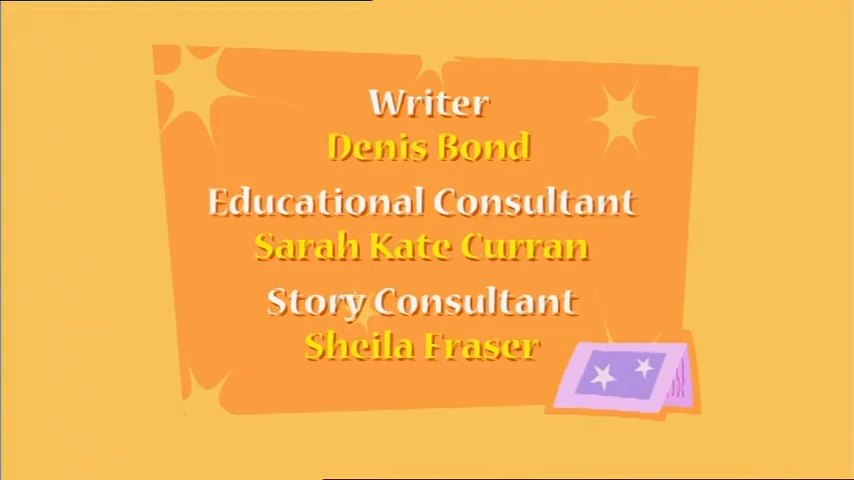 Writer
Denis Bond
Educational Consultant
Sarah Kate Curran
Story Consultant
Sheila Fraser